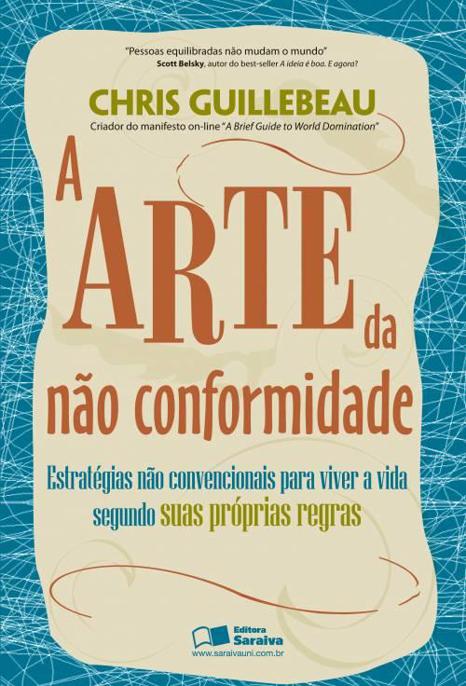 "Pessoas equilibradas não mudam o mundo"
Scott Belsky, autor do best-seller A ideia é boa. E agora?
CHRIS GUILLEBEAU
Criador do manifesto on-line "A Brief Guide to World Domination"
A
ARTE
da
não conformidade
Estratégias não convencionais para viver a vida
segundo suas próprias regras
Editora
Saraiva
www.saraivauni.com.br